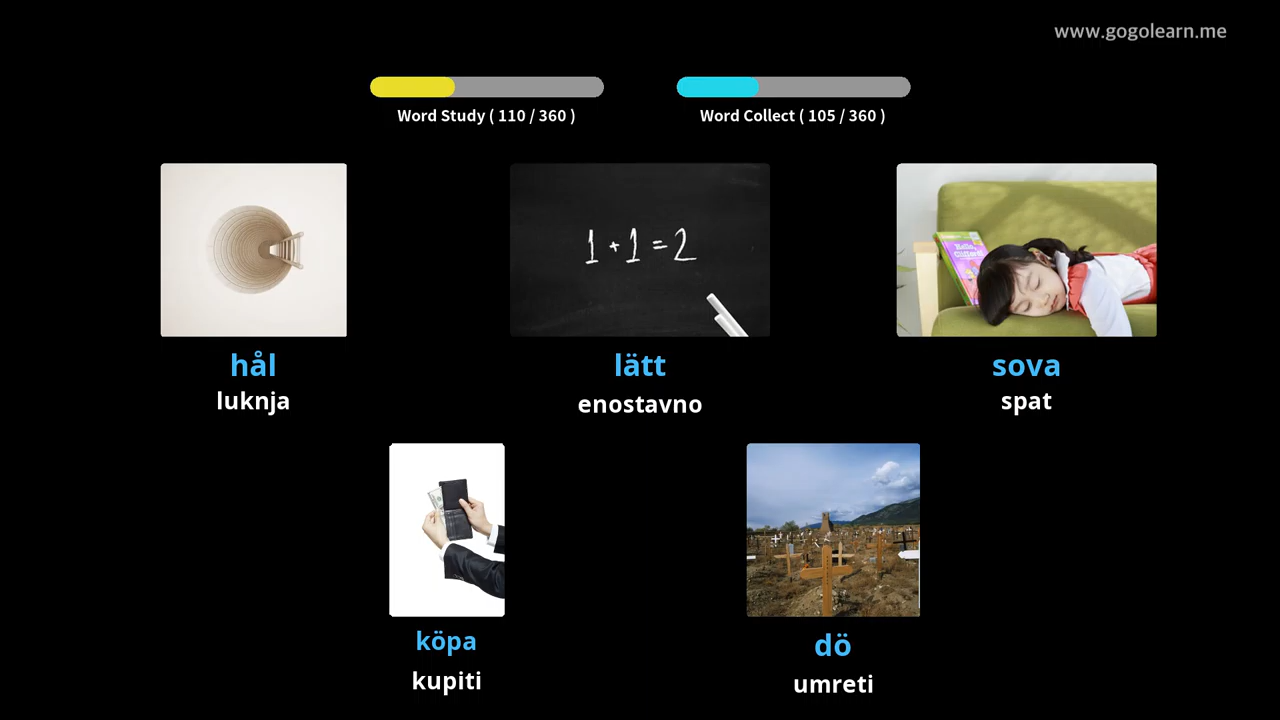 www.gogolearn.me
Word Study ( 110 / 360 )
Word Collect ( 105 / 360 )
1 + 1 = 2
hål
lätt
sova
luknja
enostavno
spat
köpa
dö
kupiti
umreti